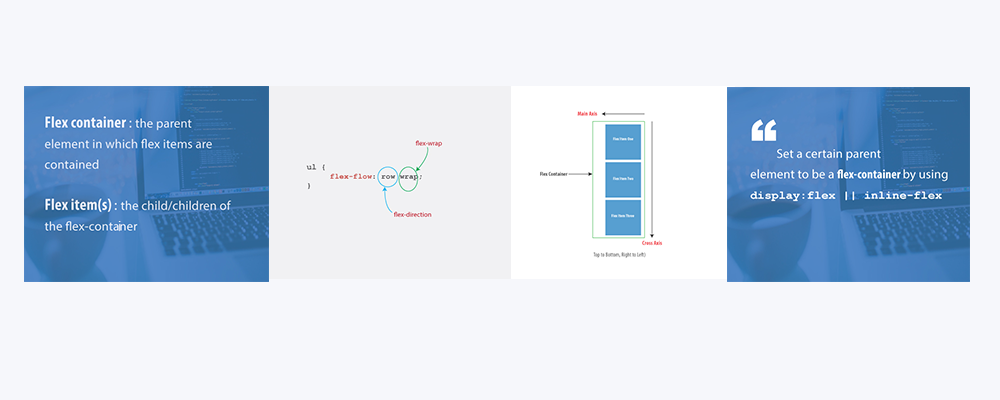 Flex container : the parent
element in which flex items are
contained
Flex item(s) : the child/children of
the flex-container
flex-wrap
ul {
flex-flow: row wrap;
}
flex-direction
Main Axis
Flex Item One
Flex Container
Flex Item Two
Flex Item Three
Cross Axis
Top to Bottom, Right to Left)
“
Set a certain parent
element to be a flex-container by using
display:flex || inline-flex